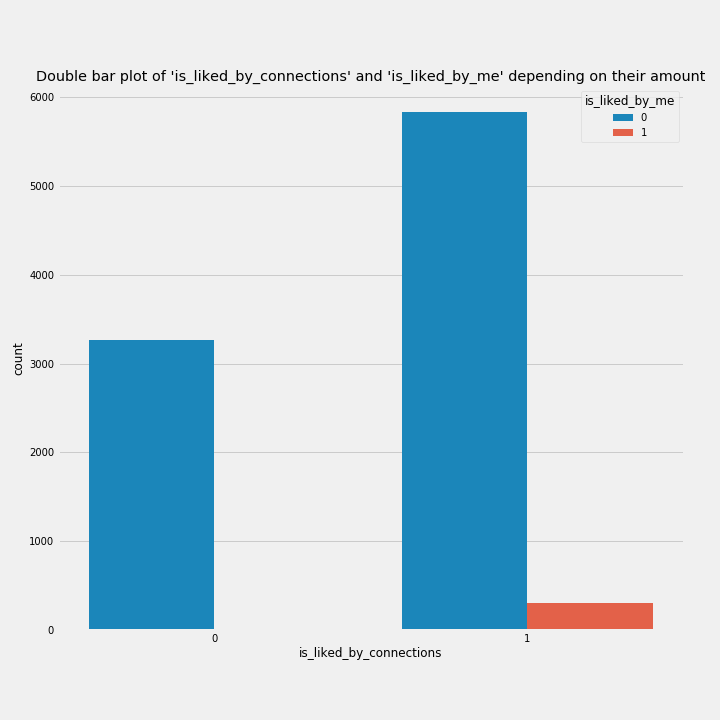 Double bar plot of 'is_liked_by_connections' and 'is_liked_by_me' depending on their amount
is_liked_by_me
0
1
6000
5000
4000
3000
2000
1000
0
count
0 1
is_liked_by_connections